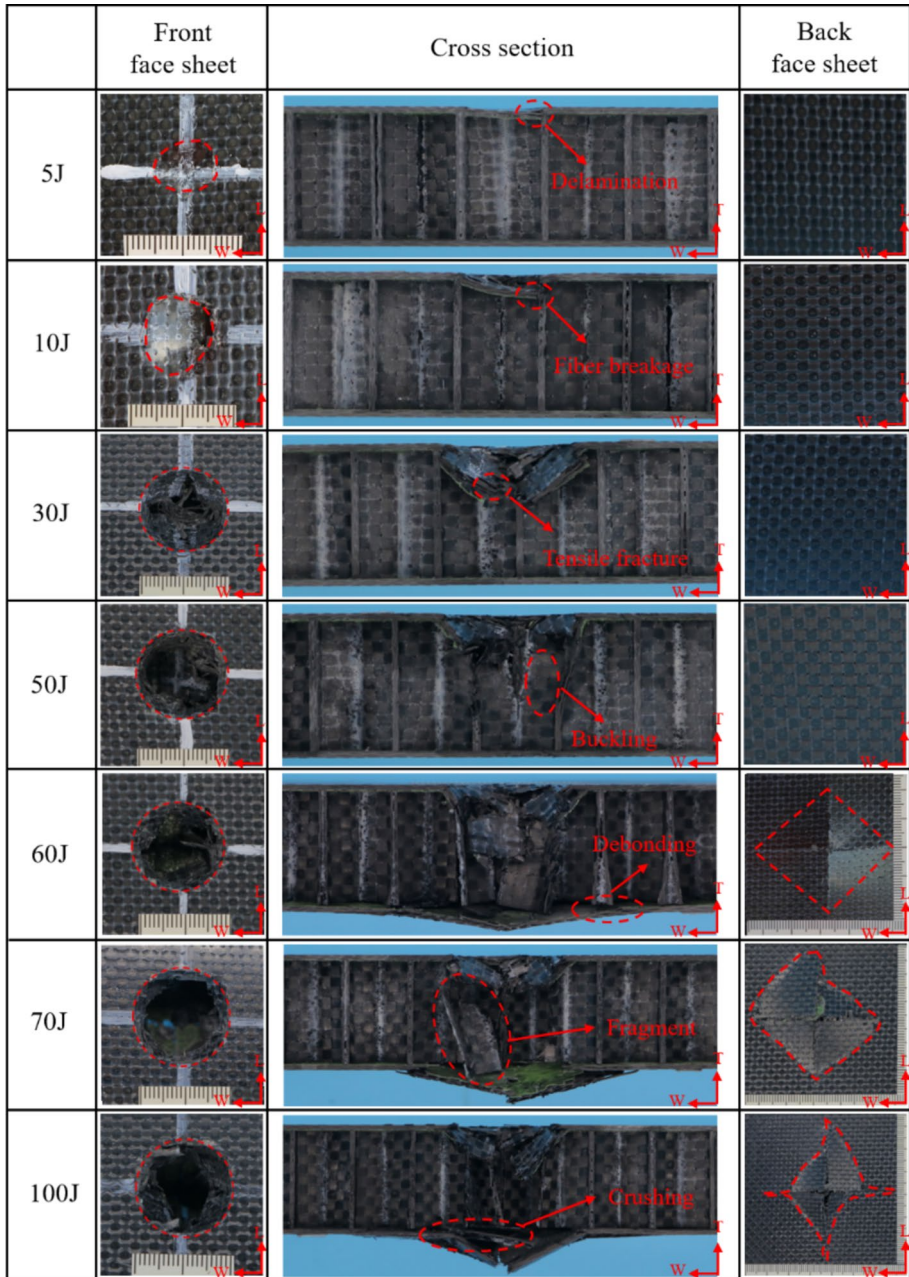 Front
face sheet
Cross section
Back
face sheet
5J
L
W
Delamination
T
W
L
W
10J
L
W
Fiber breakage
T
W
L
W
30J
L
W
Tensile fracture
T
W
L
W
50J
L
W
Buckling
T
W
L
W
60J
L
W
Debonding
T
W
L
W
70J
L
W
Fragment
T
W
L
W
100J
L
W
Crushing
T
W
L
W